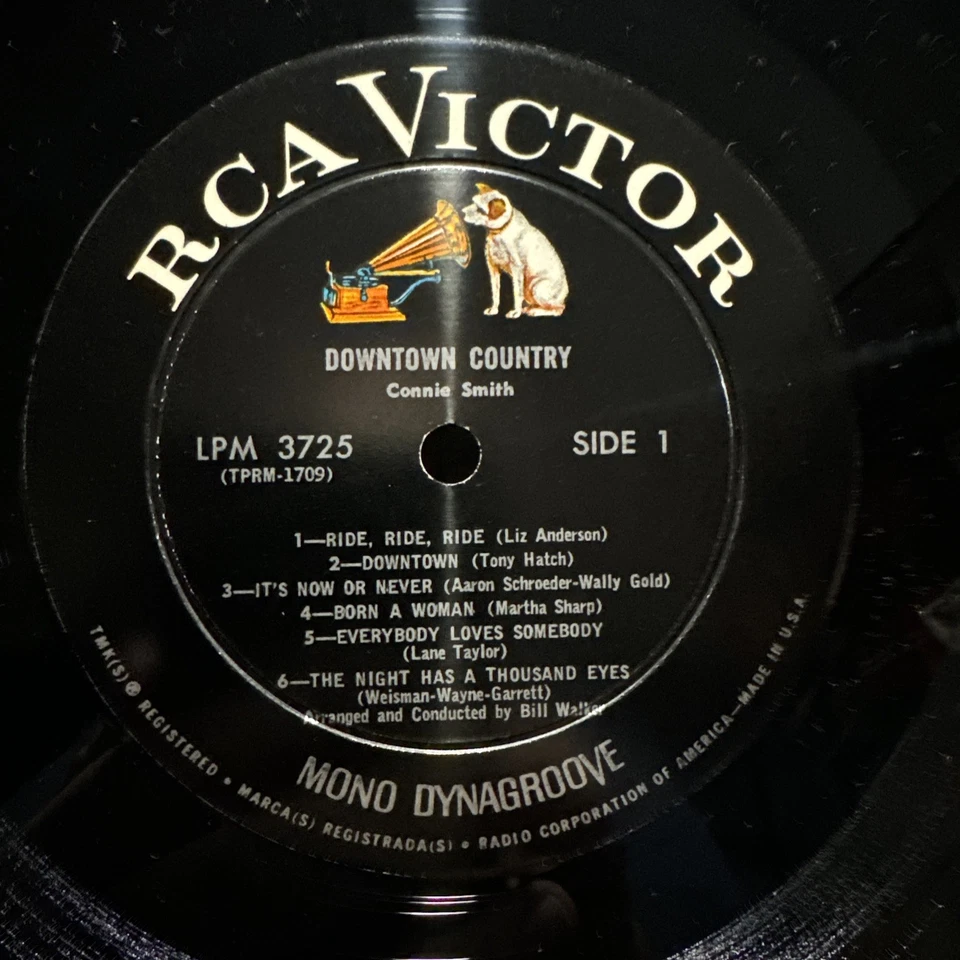 RCA VICTOR
DOWNTOWN COUNTRY
Connie Smith
LPM 3725
(TPRM-1709)
SIDE 1
1—RIDE, RIDE, RIDE (Liz Anderson)
2—DOWNTOWN (Tony Hatch)
3—IT'S NOW OR NEVER (Aaron Schroeder-Wally Gold)
4—BORN A WOMAN (Martha Sharp)
5—EVERYBODY LOVES SOMEBODY
(Lane Taylor)
6—THE NIGHT HAS A THOUSAND EYES
(Weisman-Wayne-Garrett)
Arranged and Conducted by Bill Walker
MONO DYNAGROOVE
TMK(S) ® REGISTERED • MARCA(S) REGISTRADA(S) • RADIO CORPORATION OF AMERICA—MADE IN U.S.A.